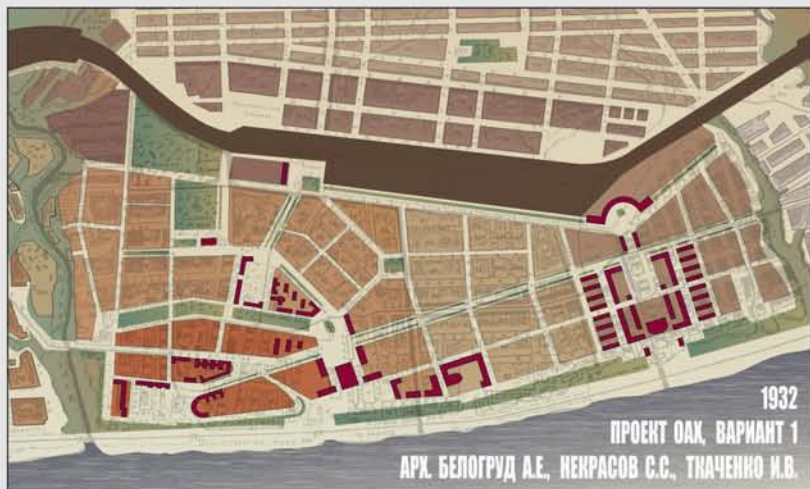 1932
ПРОЕКТ ОАХ, ВАРИАНТ 1
АРХ. БЕЛОГРУД А.Е., НЕКРАСОВ С.С., ТКАЧЕНКО И.В.